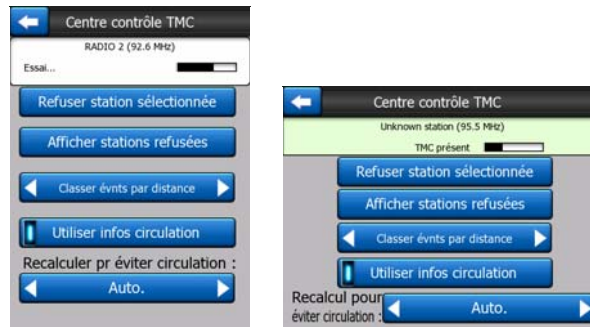 Centre contrôle TMC
RADIO 2 (92.6 MHz)
Essai...
Refuser station sélectionnée
Afficher stations refusées
Classer évnts par distance
Utiliser infos circulation
Recalculer pr éviter circulation :
Auto.
Centre contrôle TMC
Unknown station (95.5 MHz)
TMC présent
Refuser station sélectionnée
Afficher stations refusées
Classer évnts par distance
Utiliser infos circulation
Recalcul pour
éviter circulation :
Auto.